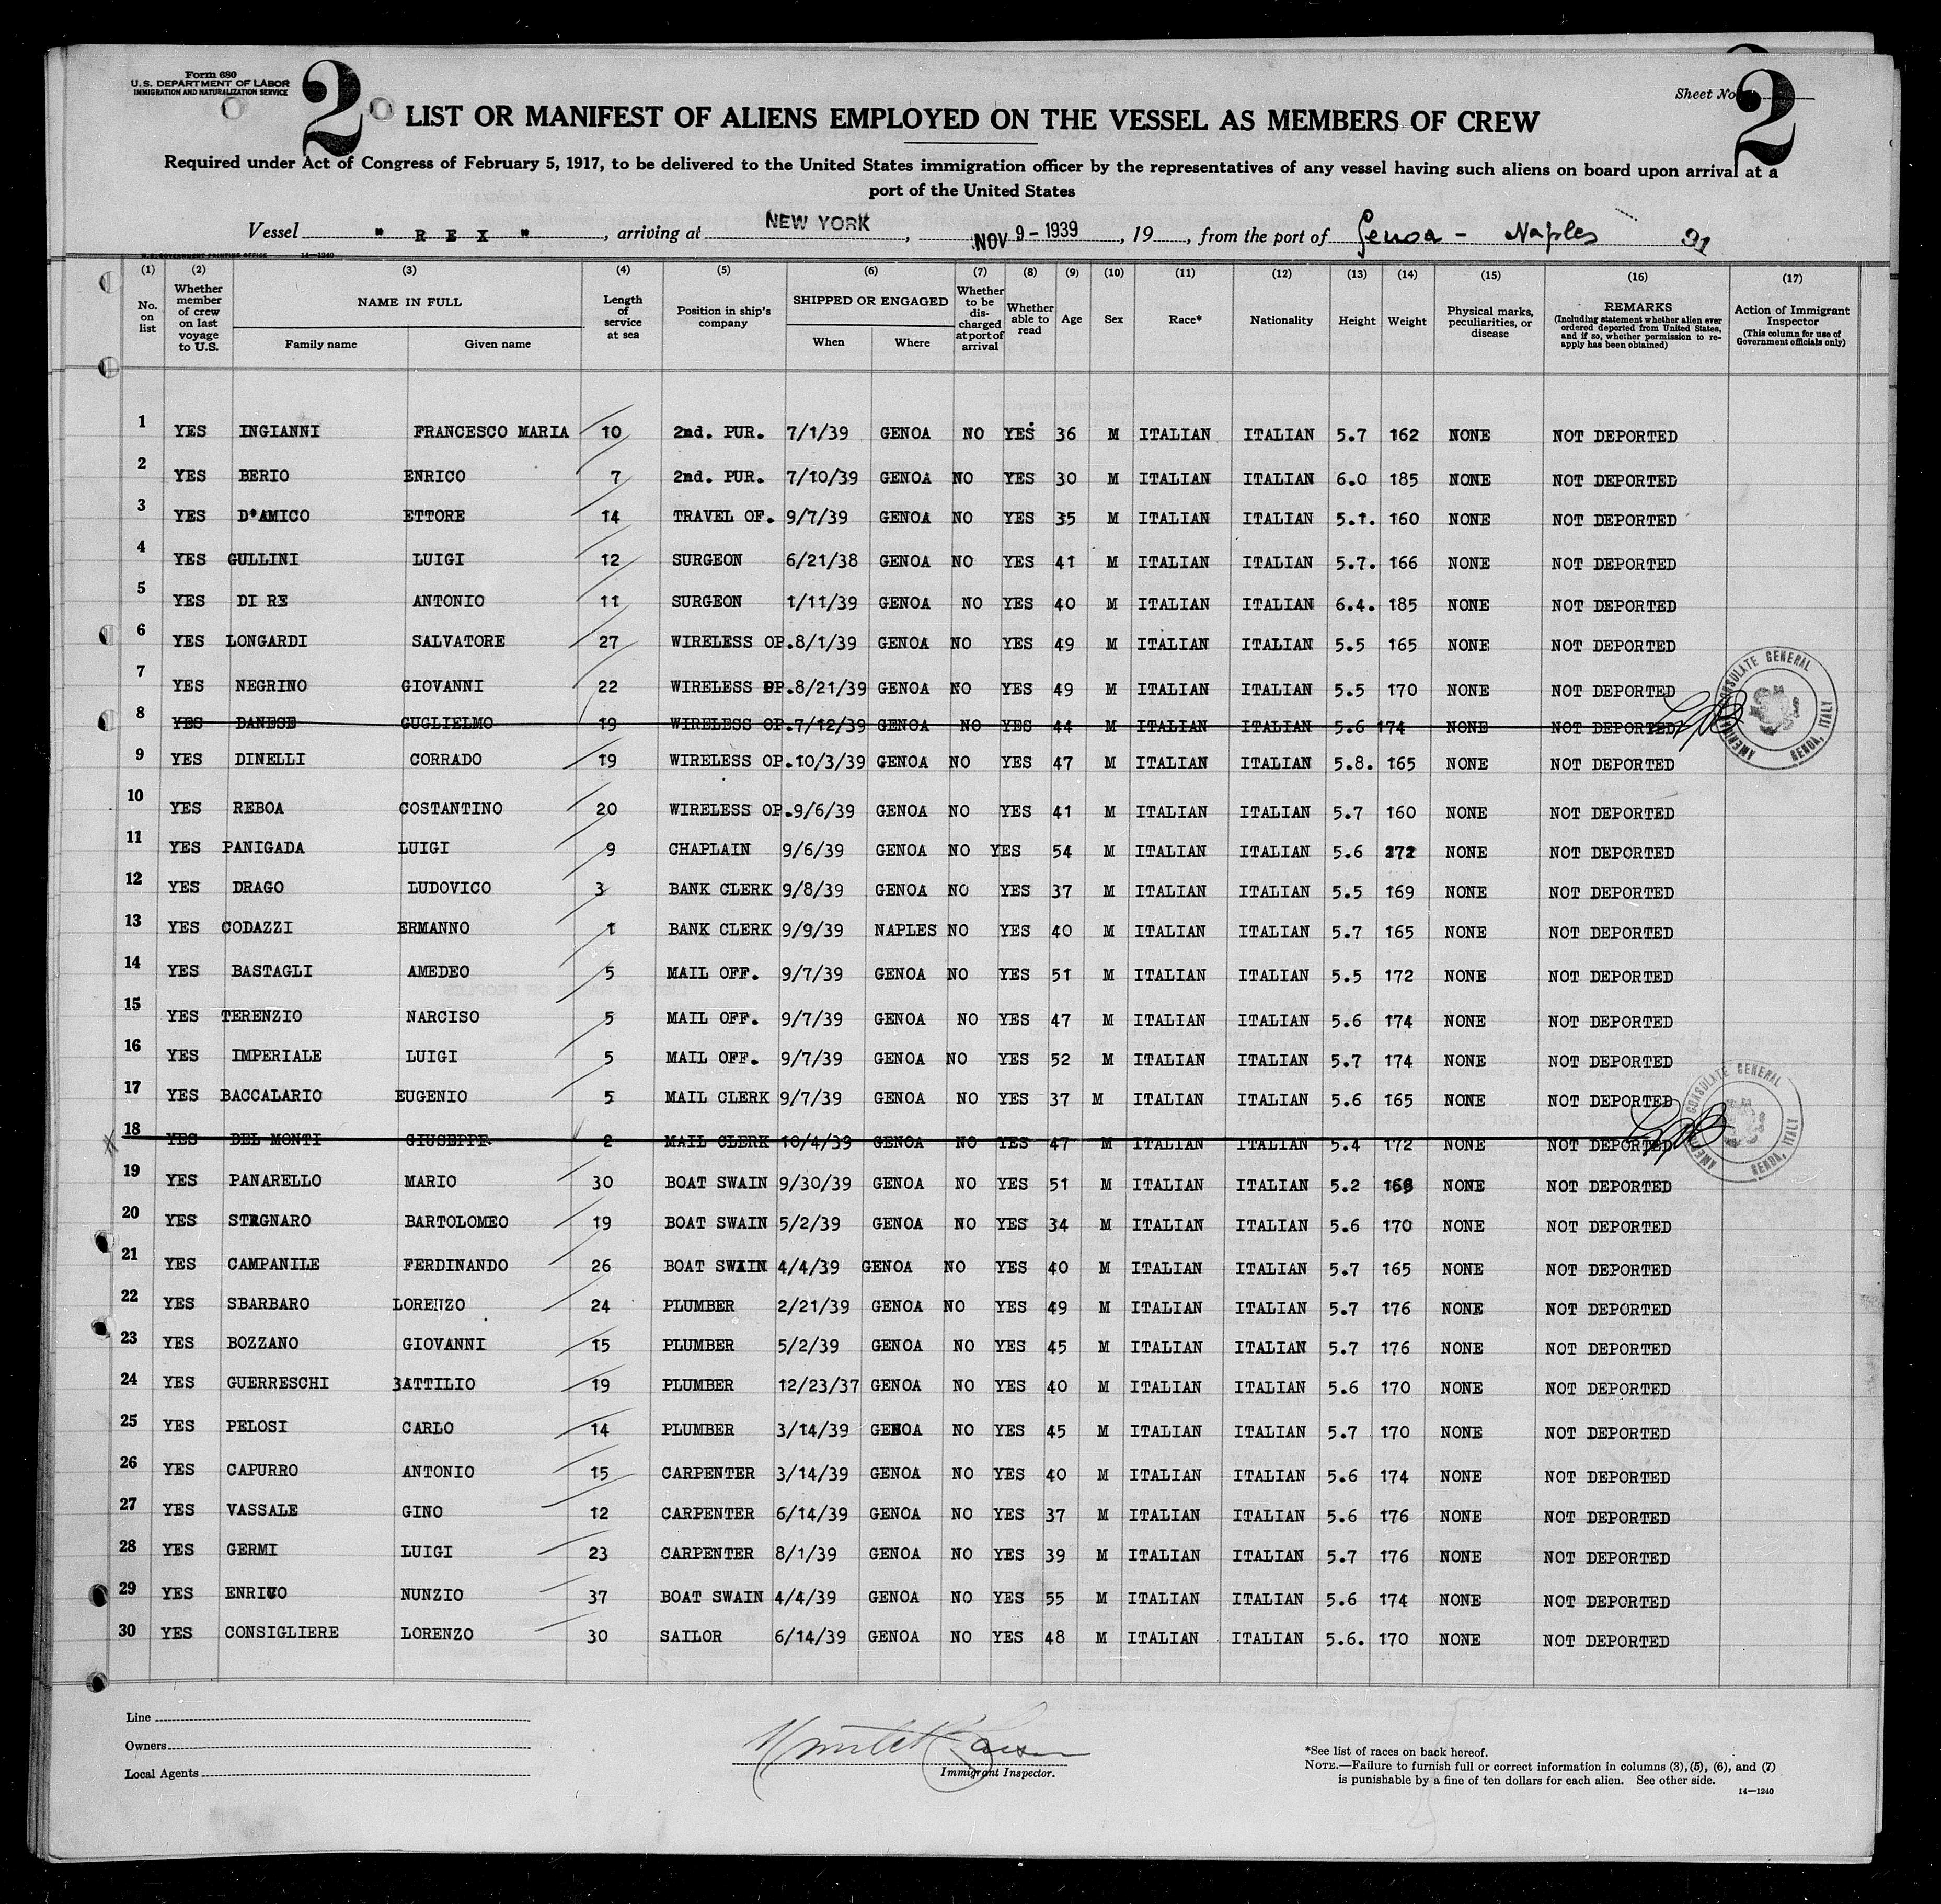 Form 680
U.S. DEPARTMENT OF LABOR
IMMIGRATION AND NATURALIZATION SERVICE
2
Sheet No.
2
LIST OR MANIFEST OF ALIENS EMPLOYED ON THE VESSEL AS MEMBERS OF CREW
Required under Act of Congress of February 5, 1917, to be delivered to the United States immigration officer by the representatives of any vessel having such aliens on board upon arrival at a
port of the United States
Vessel " REX ", arriving at NEW YORK, NOV 9 - 1939, 19, from the port of Genoa - Naples 91
U.S. GOVERNMENT PRINTING OFFICE 14—1240
(1) (2) (3) (4) (5) (6) (7) (8) (9) (10) (11) (12) (13) (14) (15) (16) (17)
No. on list
Whether member of crew on last voyage to U.S.
NAME IN FULL
Family name
Given name
Length of service at sea
Position in ship's company
SHIPPED OR ENGAGED
When
Where
Whether to be discharged at port of arrival
Whether able to read
Age
Sex
Race*
Nationality
Height
Weight
Physical marks, peculiarities, or disease
REMARKS
(Including statement whether alien ever ordered deported from United States, and if so, whether permission to re-apply has been obtained)
Action of Immigrant Inspector
(This column for use of Government officials only)
1 YES INGIANNI FRANCESCO MARIA 10 2nd. PUR. 7/1/39 GENOA NO YES 36 M ITALIAN ITALIAN 5.7 162 NONE NOT DEPORTED
2 YES BERIO ENRICO 7 2nd. PUR. 7/10/39 GENOA NO YES 30 M ITALIAN ITALIAN 6.0 185 NONE NOT DEPORTED
3 YES D'AMICO ETTORE 14 TRAVEL OF. 9/7/39 GENOA NO YES 35 M ITALIAN ITALIAN 5.1. 160 NONE NOT DEPORTED
4 YES GULLINI LUIGI 12 SURGEON 6/21/38 GENOA NO YES 41 M ITALIAN ITALIAN 5.7. 166 NONE NOT DEPORTED
5 YES DI RE ANTONIO 11 SURGEON 1/11/39 GENOA NO YES 40 M ITALIAN ITALIAN 6.4. 185 NONE NOT DEPORTED
6 YES LONGARDI SALVATORE 27 WIRELESS OP. 8/1/39 GENOA NO YES 49 M ITALIAN ITALIAN 5.5 165 NONE NOT DEPORTED
7 YES NEGRINO GIOVANNI 22 WIRELESS OP. 8/21/39 GENOA NO YES 49 M ITALIAN ITALIAN 5.5 170 NONE NOT DEPORTED
8 YES DANESE GUGLIELMO 19 WIRELESS OP. 7/12/39 GENOA NO YES 44 M ITALIAN ITALIAN 5.6 174 NONE NOT DEPORTED
AMERICAN CONSULATE GENERAL GENOA, ITALY
9 YES DINELLI CORRADO 19 WIRELESS OP. 10/3/39 GENOA NO YES 47 M ITALIAN ITALIAN 5.8. 165 NONE NOT DEPORTED
10 YES REBOA COSTANTINO 20 WIRELESS OP. 9/6/39 GENOA NO YES 41 M ITALIAN ITALIAN 5.7 160 NONE NOT DEPORTED
11 YES PANIGADA LUIGI 9 CHAPLAIN 9/6/39 GENOA NO YES 54 M ITALIAN ITALIAN 5.6 272 NONE NOT DEPORTED
12 YES DRAGO LUDOVICO 3 BANK CLERK 9/8/39 GENOA NO YES 37 M ITALIAN ITALIAN 5.5 169 NONE NOT DEPORTED
13 YES CODAZZI ERMANNO 1 BANK CLERK 9/9/39 NAPLES NO YES 40 M ITALIAN ITALIAN 5.7 165 NONE NOT DEPORTED
14 YES BASTAGLI AMEDEO 5 MAIL OFF. 9/7/39 GENOA NO YES 51 M ITALIAN ITALIAN 5.5 172 NONE NOT DEPORTED
15 YES TERENZIO NARCISO 5 MAIL OFF. 9/7/39 GENOA NO YES 47 M ITALIAN ITALIAN 5.6 174 NONE NOT DEPORTED
16 YES IMPERIALE LUIGI 5 MAIL OFF. 9/7/39 GENOA NO YES 52 M ITALIAN ITALIAN 5.7 174 NONE NOT DEPORTED
17 YES BACCALARIO EUGENIO 5 MAIL CLERK 9/7/39 GENOA NO YES 37 M ITALIAN ITALIAN 5.6 165 NONE NOT DEPORTED
18 YES DEL MONTI GIUSEPPE 2 MAIL CLERK 10/4/39 GENOA NO YES 47 M ITALIAN ITALIAN 5.4 172 NONE NOT DEPORTED
AMERICAN CONSULATE GENERAL GENOA, ITALY
19 YES PANARELLO MARIO 30 BOAT SWAIN 9/30/39 GENOA NO YES 51 M ITALIAN ITALIAN 5.2 NONE NOT DEPORTED
20 YES STAGNARO BARTOLOMEO 19 BOAT SWAIN 5/2/39 GENOA NO YES 34 M ITALIAN ITALIAN 5.6 170 NONE NOT DEPORTED
21 YES CAMPANILE FERDINANDO 26 BOAT SWAIN 4/4/39 GENOA NO YES 40 M ITALIAN ITALIAN 5.7 165 NONE NOT DEPORTED
22 YES SBARBARO LORENZO 24 PLUMBER 2/21/39 GENOA NO YES 49 M ITALIAN ITALIAN 5.7 176 NONE NOT DEPORTED
23 YES BOZZANO GIOVANNI 15 PLUMBER 5/2/39 GENOA NO YES 45 M ITALIAN ITALIAN 5.7 176 NONE NOT DEPORTED
24 YES GUERRESCHI BATTILIO 19 PLUMBER 12/23/37 GENOA NO YES 40 M ITALIAN ITALIAN 5.6 170 NONE NOT DEPORTED
25 YES PELOSI CARLO 14 PLUMBER 3/14/39 GENOA NO YES 45 M ITALIAN ITALIAN 5.7 170 NONE NOT DEPORTED
26 YES CAPURRO ANTONIO 15 CARPENTER 3/14/39 GENOA NO YES 40 M ITALIAN ITALIAN 5.6 174 NONE NOT DEPORTED
27 YES VASSALE GINO 12 CARPENTER 6/14/39 GENOA NO YES 37 M ITALIAN ITALIAN 5.6 176 NONE NOT DEPORTED
28 YES GERMI LUIGI 23 CARPENTER 8/1/39 GENOA NO YES 39 M ITALIAN ITALIAN 5.7 176 NONE NOT DEPORTED
29 YES ENRICO NUNZIO 37 BOAT SWAIN 4/4/39 GENOA NO YES 55 M ITALIAN ITALIAN 5.6 174 NONE NOT DEPORTED
30 YES CONSIGLIERE LORENZO 30 SAILOR 6/14/39 GENOA NO YES 48 M ITALIAN ITALIAN 5.6. 170 NONE NOT DEPORTED
Line
Owners
Local Agents
Immigrant Inspector.
*See list of races on back hereof.
NOTE.—Failure to furnish full or correct information in columns (3), (5), (6), and (7)
is punishable by a fine of ten dollars for each alien. See other side.
14—1240